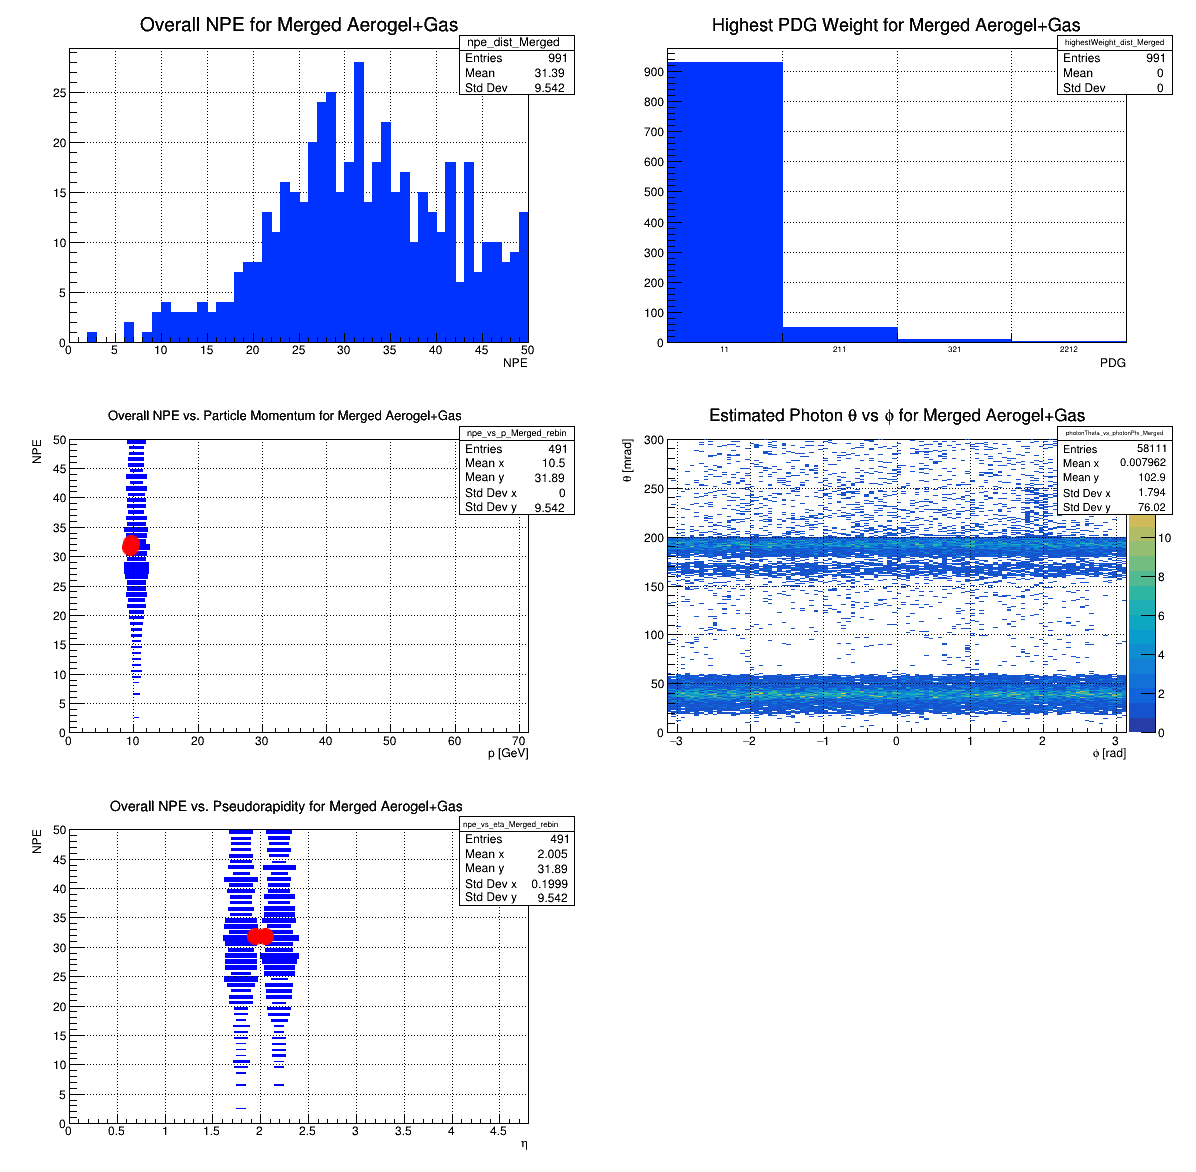 Overall NPE for Merged Aerogel+Gas
npe_dist_Merged
Entries 991
Mean 31.39
Std Dev 9.542
25
20
15
10
5
0
0 5 10 15 20 25 30 35 40 45 50
NPE
Highest PDG Weight for Merged Aerogel+Gas
highestWeight_dist_Merged
Entries 991
Mean 0
Std Dev 0
900
800
700
600
500
400
300
200
100
0
11 211 321 2212
PDG
Overall NPE vs. Particle Momentum for Merged Aerogel+Gas
npe_vs_p_Merged_rebin
Entries 491
Mean x 10.5
Mean y 31.89
Std Dev x 0
Std Dev y 9.542
NPE
50
45
40
35
30
25
20
15
10
5
0
0 10 20 30 40 50 60 70
p [GeV]
Estimated Photon θ vs ϕ for Merged Aerogel+Gas
photonTheta_vs_photonPhi_Merged
Entries 58111
Mean x 0.007962
Mean y 102.9
Std Dev x 1.794
Std Dev y 76.02
θ [mrad]
300
250
200
150
100
50
0
−3 −2 −1 0 1 2 3
ϕ [rad]
10
8
6
4
2
0
Overall NPE vs. Pseudorapidity for Merged Aerogel+Gas
npe_vs_eta_Merged_rebin
Entries 491
Mean x 2.005
Mean y 31.89
Std Dev x 0.1999
Std Dev y 9.542
NPE
50
45
40
35
30
25
20
15
10
5
0
0 0.5 1 1.5 2 2.5 3 3.5 4 4.5
η